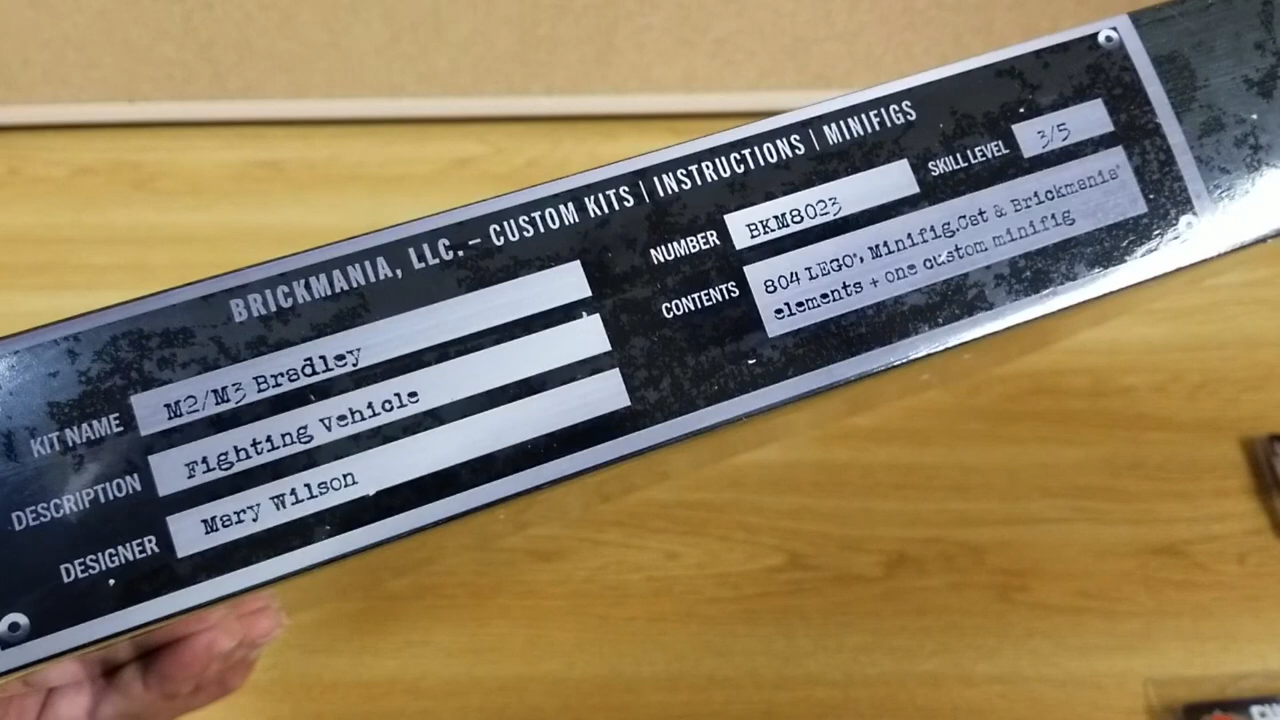 BRICKMANIA, LLC. – CUSTOM KITS | INSTRUCTIONS | MINIFIGS
KIT NAME M2/M3 Bradley
DESCRIPTION Fighting Vehicle
DESIGNER Mary Wilson
NUMBER BKM8023
SKILL LEVEL 3/5
CONTENTS 804 LEGO®, Minifig.Cat & Brickmania®
elements + one custom minifig